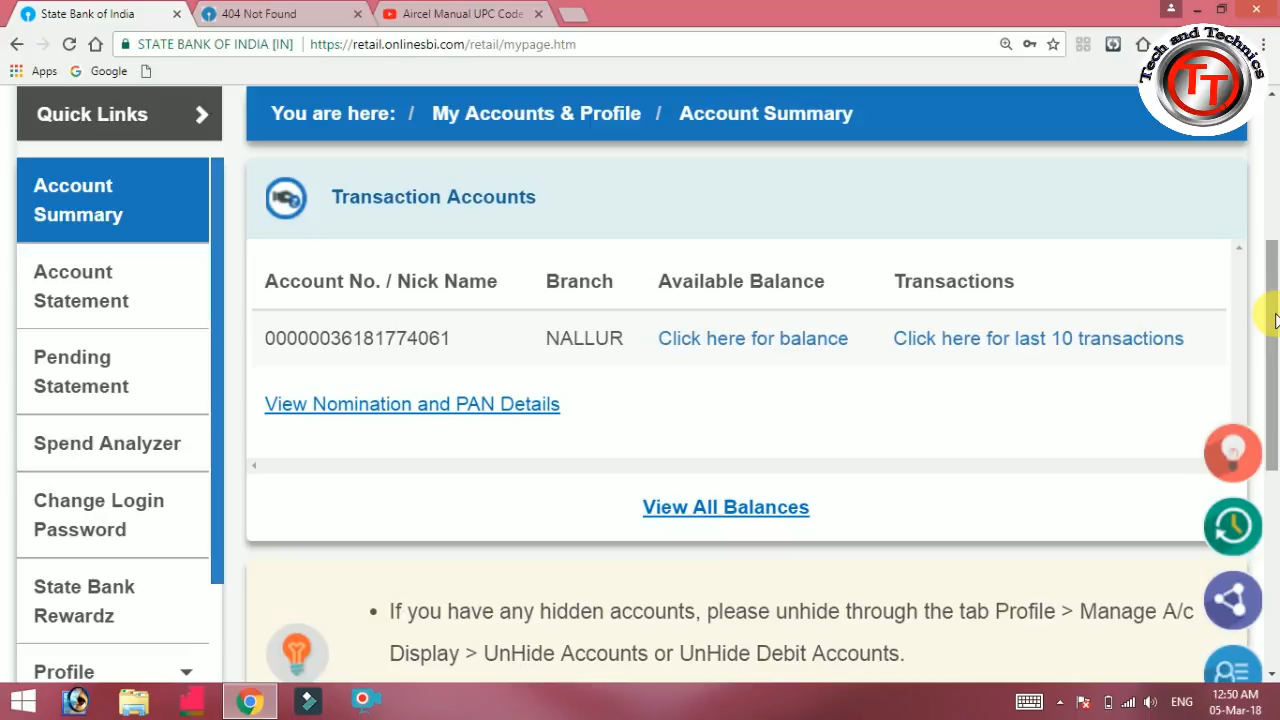 State Bank of India
404 Not Found
Aircel Manual UPC Code
STATE BANK OF INDIA [IN]
https://retail.onlinesbi.com/retail/mypage.htm
Apps
Google
Tech and Technics
TT
Quick Links
You are here: / My Accounts & Profile / Account Summary
Account
Summary
Account
Statement
Pending
Statement
Spend Analyzer
Change Login
Password
State Bank
Rewardz
Profile
Transaction Accounts
Account No. / Nick Name Branch Available Balance Transactions
00000036181774061 NALLUR Click here for balance Click here for last 10 transactions
View Nomination and PAN Details
View All Balances
• If you have any hidden accounts, please unhide through the tab Profile > Manage A/c
Display > UnHide Accounts or UnHide Debit Accounts.
ENG
12:50 AM
05-Mar-18